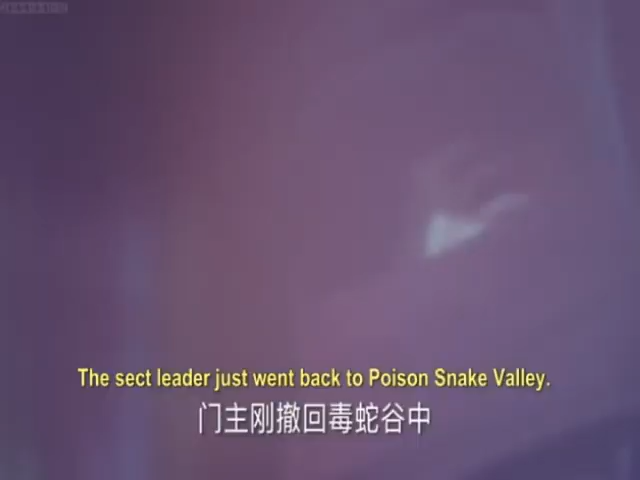 The sect leader just went back to Poison Snake Valley.
门主刚撤回毒蛇谷中